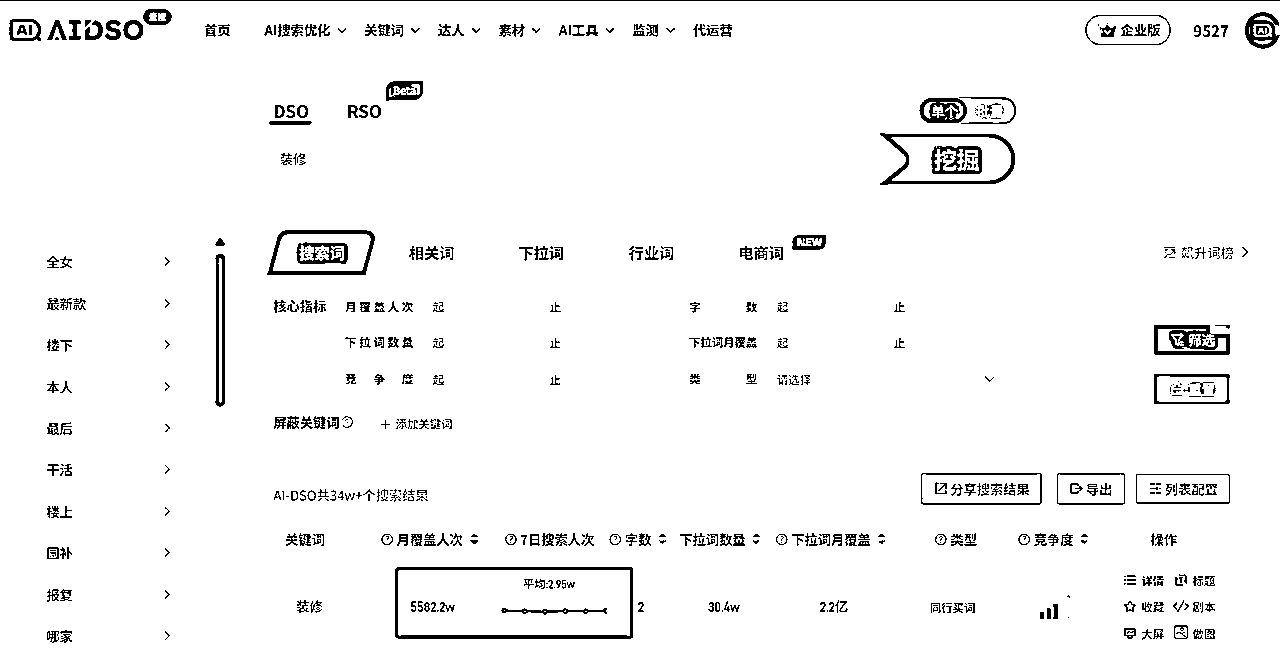 AI AIDSO
首页 AI搜索优化 关键词 达人 素材 AI工具 监测 代运营 企业版 9527
DSO RSO Beta
单个
装修 挖掘
搜索词 相关词 下拉词 行业词 电商词 NEW 飙升词榜
全女
最新款
楼下
本人
最后
干活
楼上
国补
报复
哪家
核心指标 月覆盖人次 起 止 字数 起 止
下拉词数量 起 止 下拉词月覆盖 起 止
筛选
竞争度 起 止 类型 请选择
屏蔽关键词 + 添加关键词
AI-DSO共34w+个搜索结果 分享搜索结果 导出 列表配置
关键词 月覆盖人次 7日搜索人次 字数 下拉词数量 下拉词月覆盖 类型 竞争度 操作
装修 5582.2w 平均:2.95w 2 30.4w 2.2亿 同行买词
详情 标题
收藏 剧本
大屏 做图